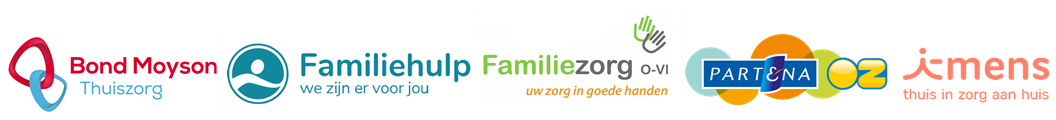 Bond Moyson
Thuiszorg
Familiehulp
we zijn er voor jou
Familiezorg O-VI
uw zorg in goede handen
PARTENA
OZ
i-mens
thuis in zorg aan huis